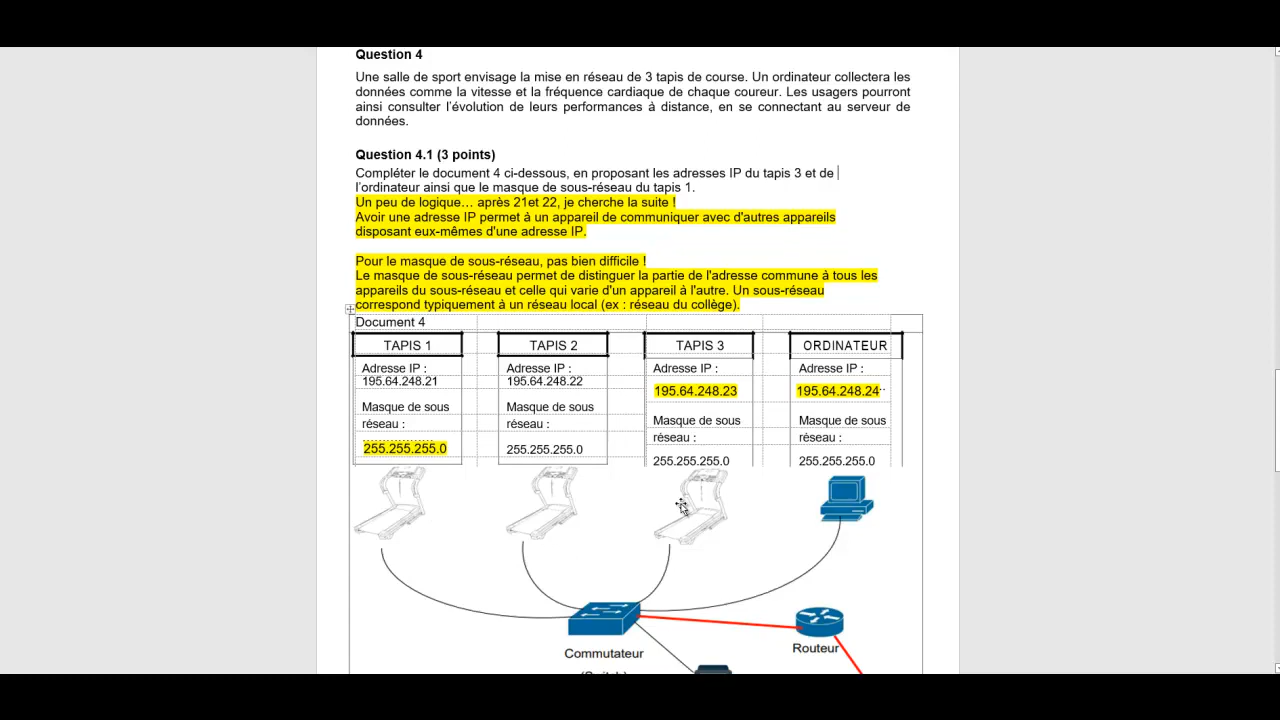 Question 4
Une salle de sport envisage la mise en réseau de 3 tapis de course. Un ordinateur collectera les
données comme la vitesse et la fréquence cardiaque de chaque coureur. Les usagers pourront
ainsi consulter l'évolution de leurs performances à distance, en se connectant au serveur de
données.
Question 4.1 (3 points)
Compléter le document 4 ci-dessous, en proposant les adresses IP du tapis 3 et de
l'ordinateur ainsi que le masque de sous-réseau du tapis 1.
Un peu de logique… après 21et 22, je cherche la suite !
Avoir une adresse IP permet à un appareil de communiquer avec d'autres appareils
disposant eux-mêmes d'une adresse IP.
Pour le masque de sous-réseau, pas bien difficile !
Le masque de sous-réseau permet de distinguer la partie de l'adresse commune à tous les
appareils du sous-réseau et celle qui varie d'un appareil à l'autre. Un sous-réseau
correspond typiquement à un réseau local (ex : réseau du collège).
Document 4
TAPIS 1
Adresse IP :
195.64.248.21
Masque de sous
réseau :
………………
255.255.255.0
TAPIS 2
Adresse IP :
195.64.248.22
Masque de sous
réseau :
255.255.255.0
TAPIS 3
Adresse IP :
195.64.248.23
Masque de sous
réseau :
255.255.255.0
ORDINATEUR
Adresse IP :
195.64.248.24..
Masque de sous
réseau :
255.255.255.0
Commutateur
Routeur